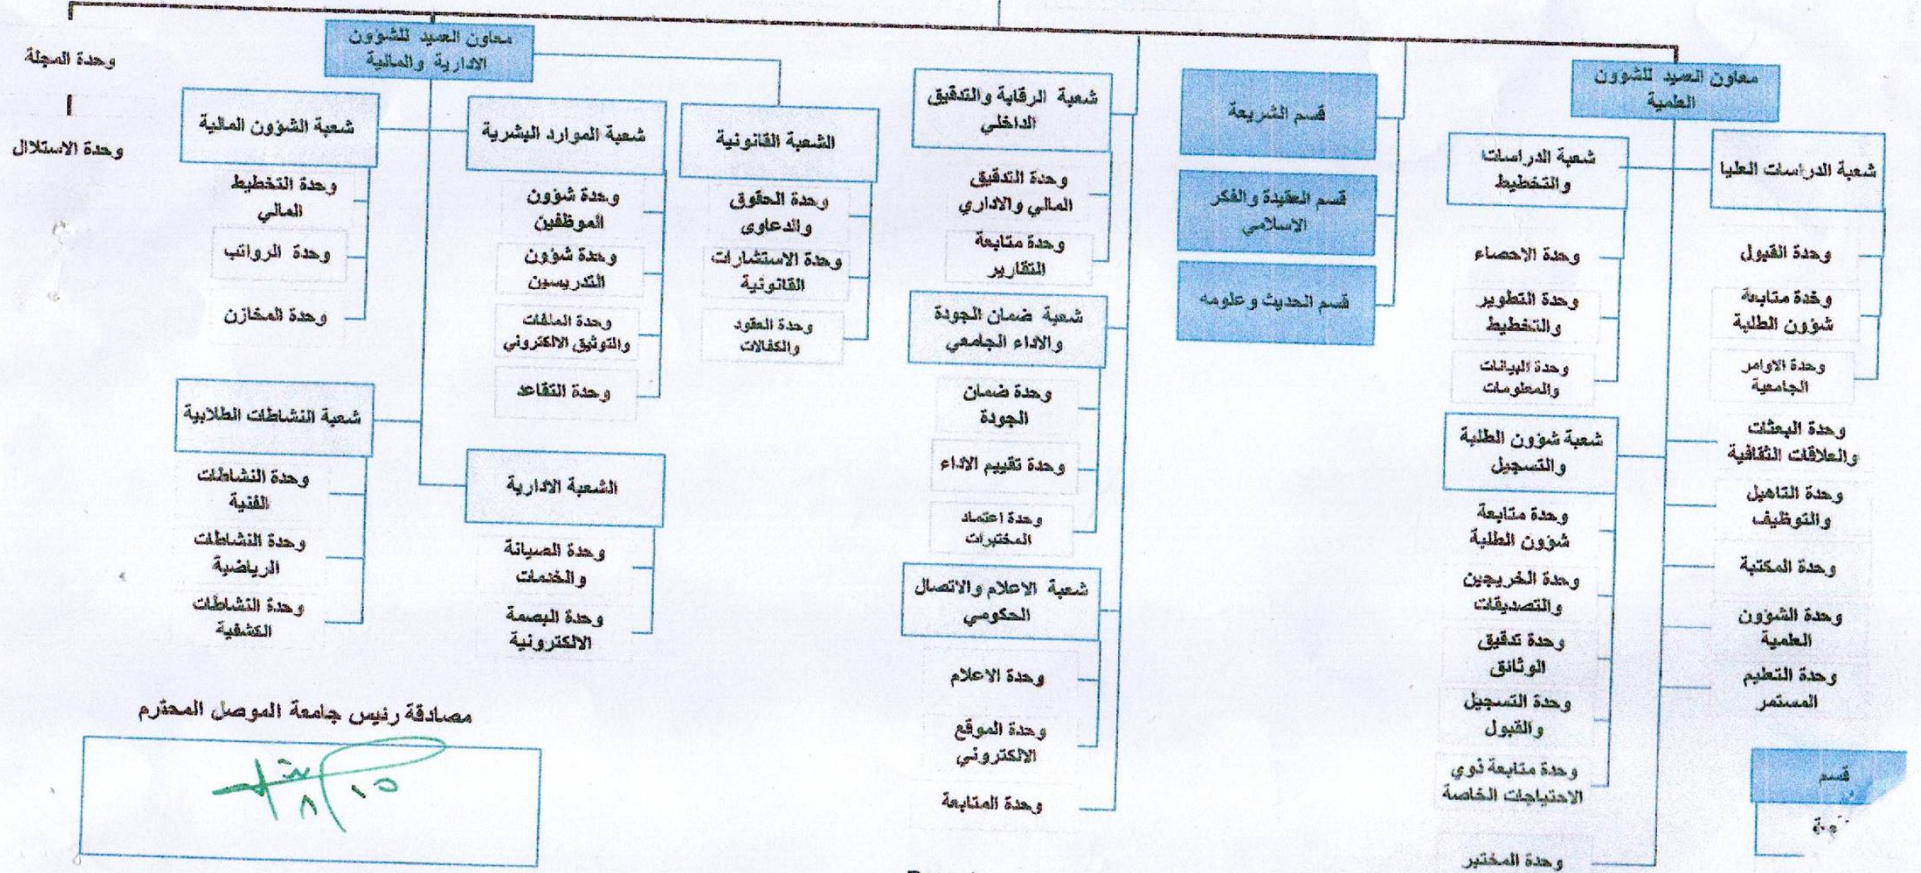 معاون العميد للشؤون
العلمية
شعبة الدراسات العليا
وحدة القبول
وحدة متابعة
شؤون الطلبة
وحدة الاوامر
الجامعية
شعبة الدراسات
والتخطيط
وحدة الاحصاء
وحدة التطوير
والتخطيط
وحدة البيانات
والمعلومات
وحدة البعثات
والعلاقات الثقافية
وحدة التاهيل
والتوظيف
وحدة المكتبة
وحدة الشؤون
العلمية
وحدة التعليم
المستمر
شعبة شؤون الطلبة
والتسجيل
وحدة متابعة
شؤون الطلبة
وحدة الخريجين
والتصديقات
وحدة تدقيق
الوثائق
وحدة التسجيل
والقبول
وحدة متابعة ذوي
الاحتياجات الخاصة
وحدة المختبر
قسم
قسم الشريعة
قسم العقيدة والفكر
الاسلامي
قسم الحديث وعلومه
شعبة الرقابة والتدقيق
الداخلي
وحدة التدقيق
المالي والاداري
وحدة متابعة
التقارير
شعبة ضمان الجودة
والاداء الجامعي
وحدة ضمان
الجودة
وحدة تقييم الاداء
وحدة اعتماد
المختبرات
شعبة الاعلام والاتصال
الحكومي
وحدة الاعلام
وحدة الموقع
الالكتروني
وحدة المتابعة
معاون العميد للشؤون
الادارية والمالية
الشعبة القانونية
وحدة الحقوق
والدعاوى
وحدة الاستشارات
القانونية
وحدة العقود
والكفالات
شعبة الموارد البشرية
وحدة شؤون
الموظفين
وحدة شؤون
التدريسين
وحدة الملفات
والتوثيق الالكتروني
وحدة التقاعد
شعبة الشؤون المالية
وحدة التخطيط
المالي
وحدة الرواتب
وحدة المخازن
شعبة النشاطات الطلابية
وحدة النشاطات
الفنية
وحدة النشاطات
الرياضية
وحدة النشاطات
الكشفية
الشعبة الادارية
وحدة الصيانة
والخدمات
وحدة البصمة
الالكترونية
وحدة المجلة
وحدة الاستلال
مصادقة رئيس جامعة الموصل المحترم
٨/١٥